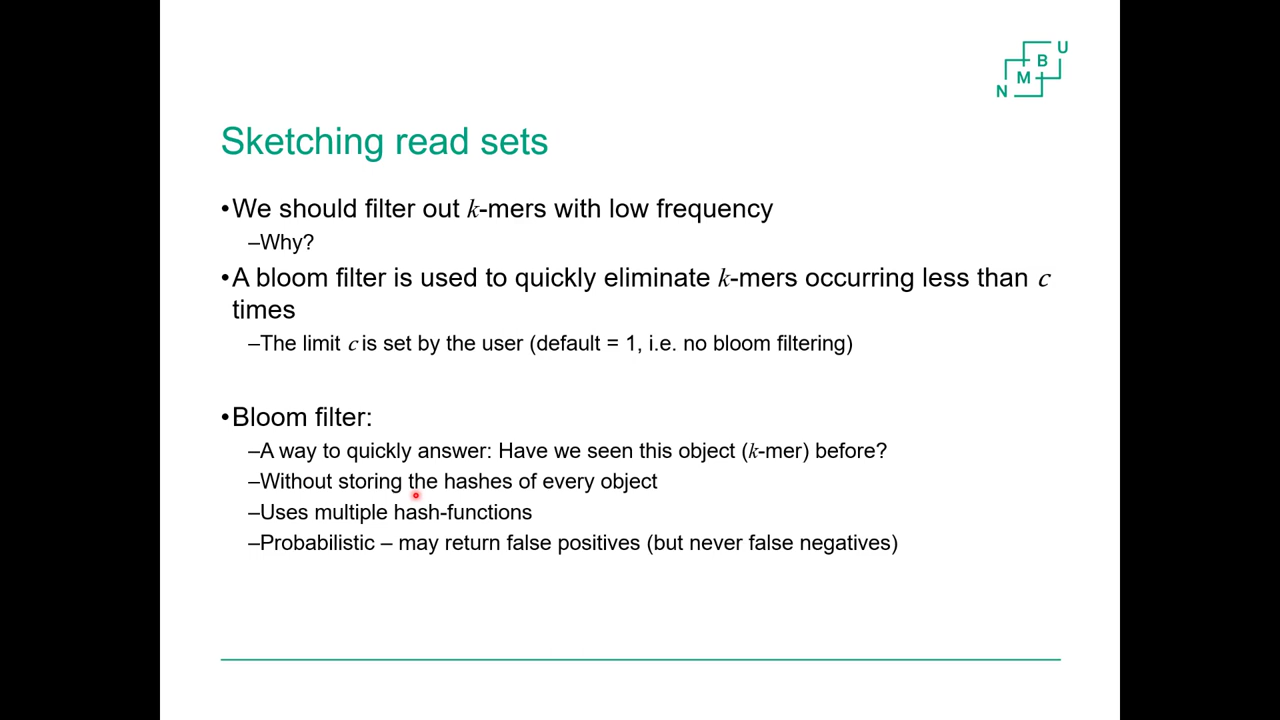 N M B U
Sketching read sets
•We should filter out k-mers with low frequency
–Why?
•A bloom filter is used to quickly eliminate k-mers occurring less than c
times
–The limit c is set by the user (default = 1, i.e. no bloom filtering)
•Bloom filter:
–A way to quickly answer: Have we seen this object (k-mer) before?
–Without storing the hashes of every object
–Uses multiple hash-functions
–Probabilistic – may return false positives (but never false negatives)